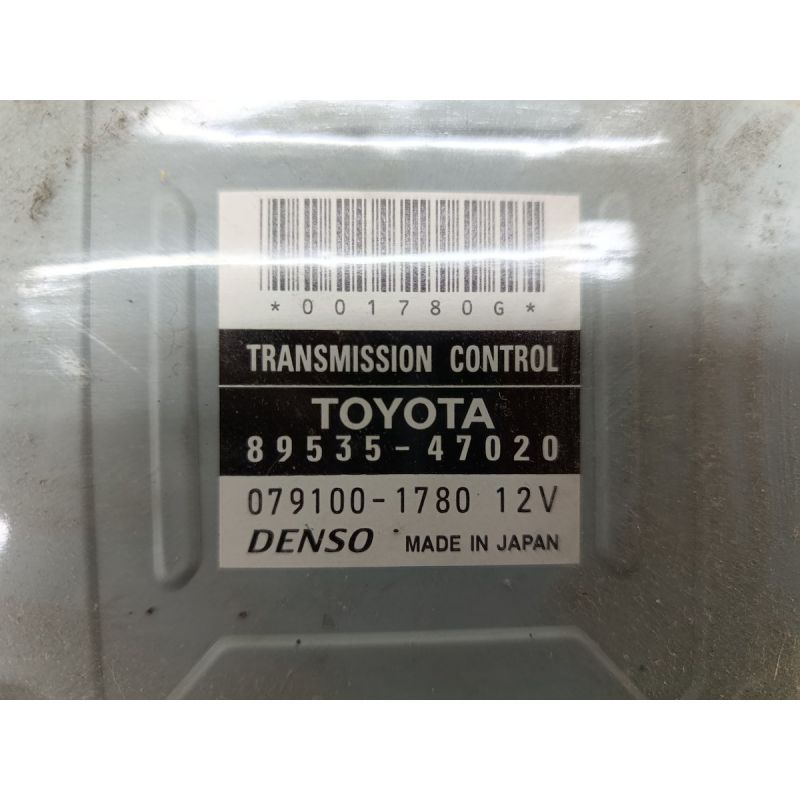 *001780G*
TRANSMISSION CONTROL
TOYOTA
89535-47020
079100-1780 12V
DENSO MADE IN JAPAN